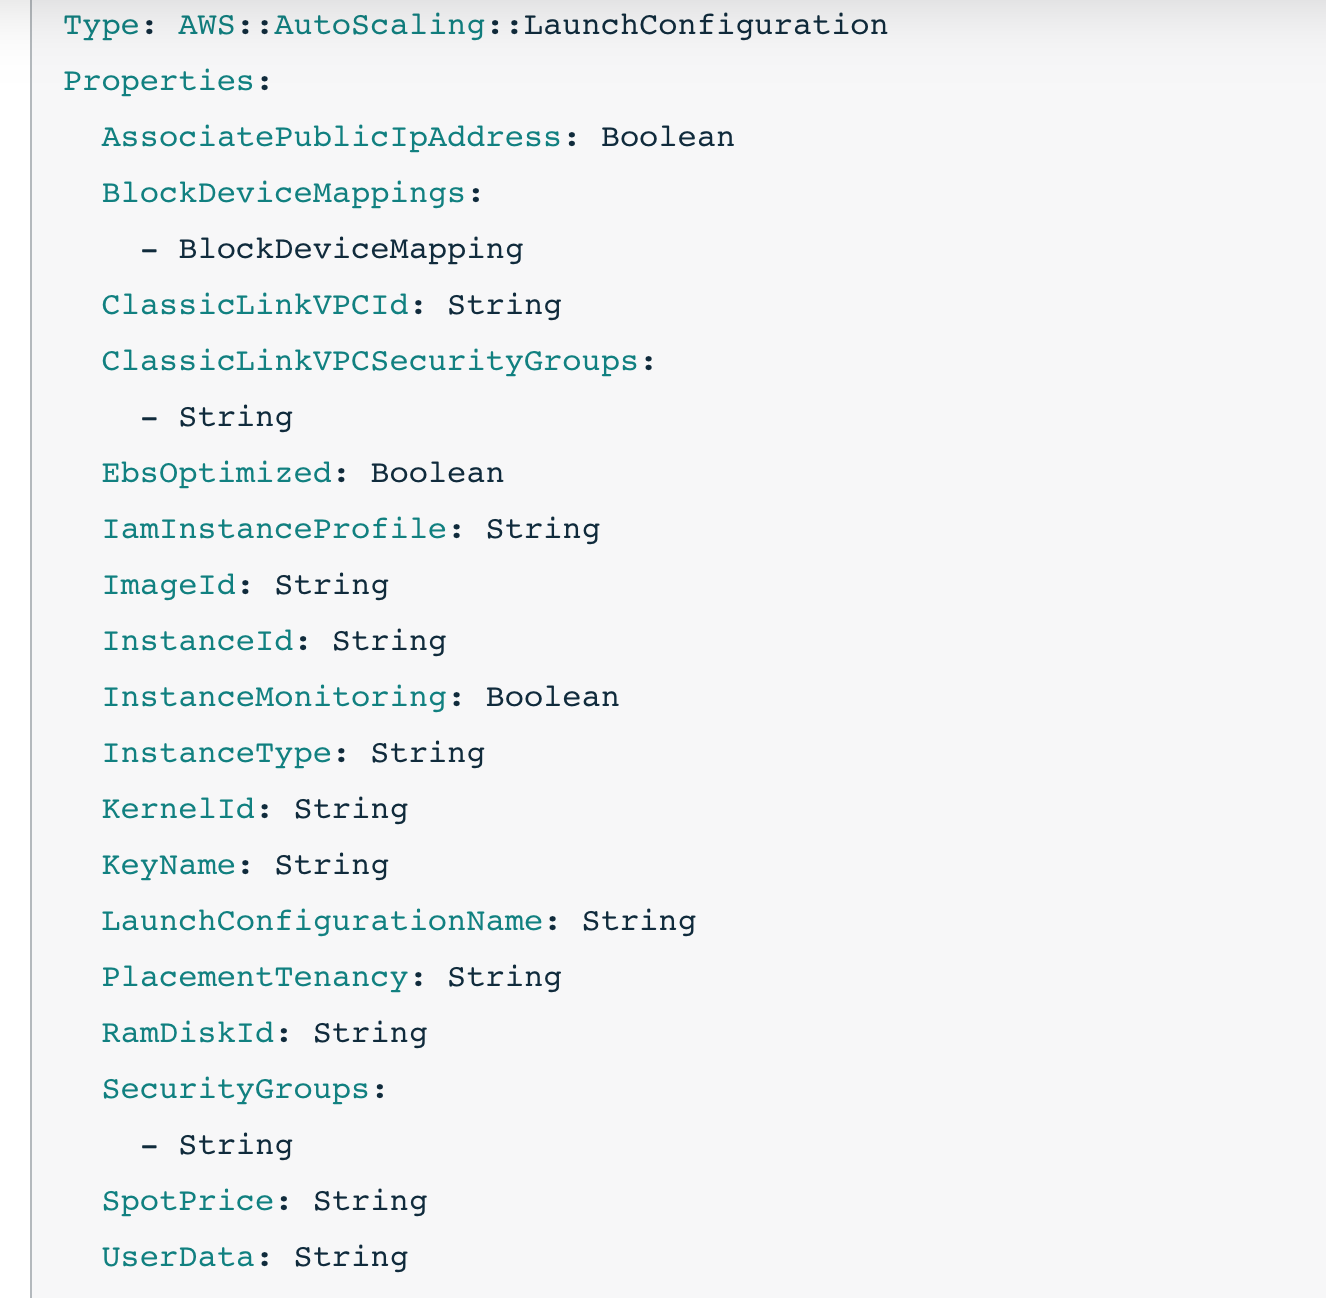 Type: AWS::AutoScaling::LaunchConfiguration
Properties:
  AssociatePublicIpAddress: Boolean
  BlockDeviceMappings:
    - BlockDeviceMapping
  ClassicLinkVPCId: String
  ClassicLinkVPCSecurityGroups:
    - String
  EbsOptimized: Boolean
  IamInstanceProfile: String
  ImageId: String
  InstanceId: String
  InstanceMonitoring: Boolean
  InstanceType: String
  KernelId: String
  KeyName: String
  LaunchConfigurationName: String
  PlacementTenancy: String
  RamDiskId: String
  SecurityGroups:
    - String
  SpotPrice: String
  UserData: String